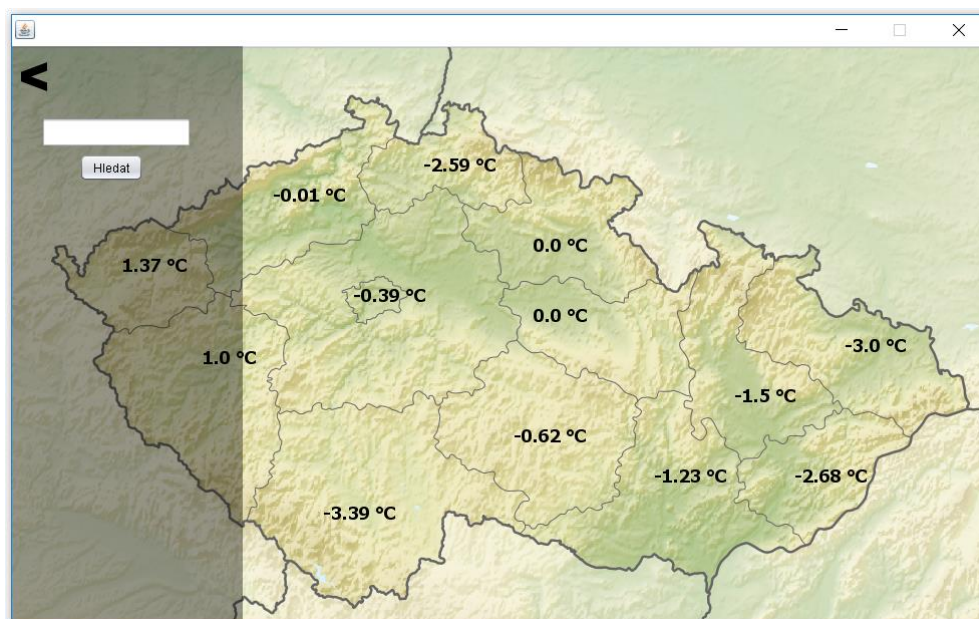 <
Hledat
-2.59 °C
-0.01 °C
0.0 °C
1.37 °C
-0.39 °C
0.0 °C
-3.0 °C
1.0 °C
-1.5 °C
-0.62 °C
-1.23 °C
-2.68 °C
-3.39 °C